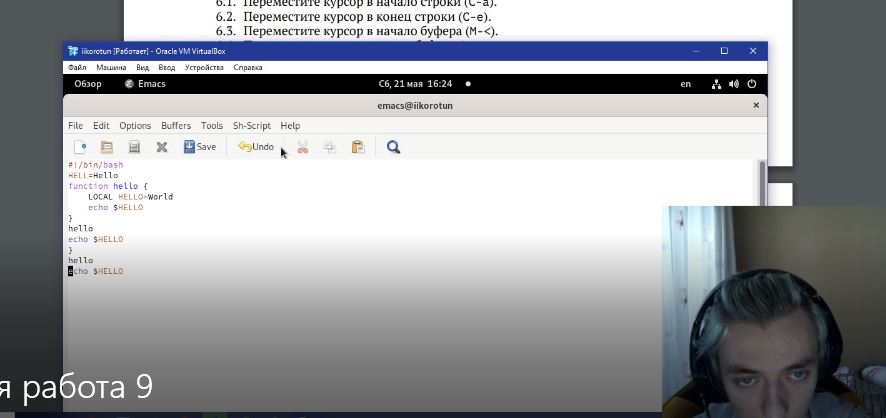 6.1. Переместите курсор в начало строки (C-a).
6.2. Переместите курсор в конец строки (C-e).
6.3. Переместите курсор в начало буфера (M-<).
iikorotun [Работает] - Oracle VM VirtualBox
Файл Машина Вид Ввод Устройства Справка
Обзор Emacs Сб, 21 мая 16:24 en
emacs@iikorotun
File Edit Options Buffers Tools Sh-Script Help
Save Undo
#!/bin/bash
HELL=Hello
function hello {
LOCAL HELLO=World
echo $HELLO
}
hello
echo $HELLO
}
hello
echo $HELLO
я работа 9